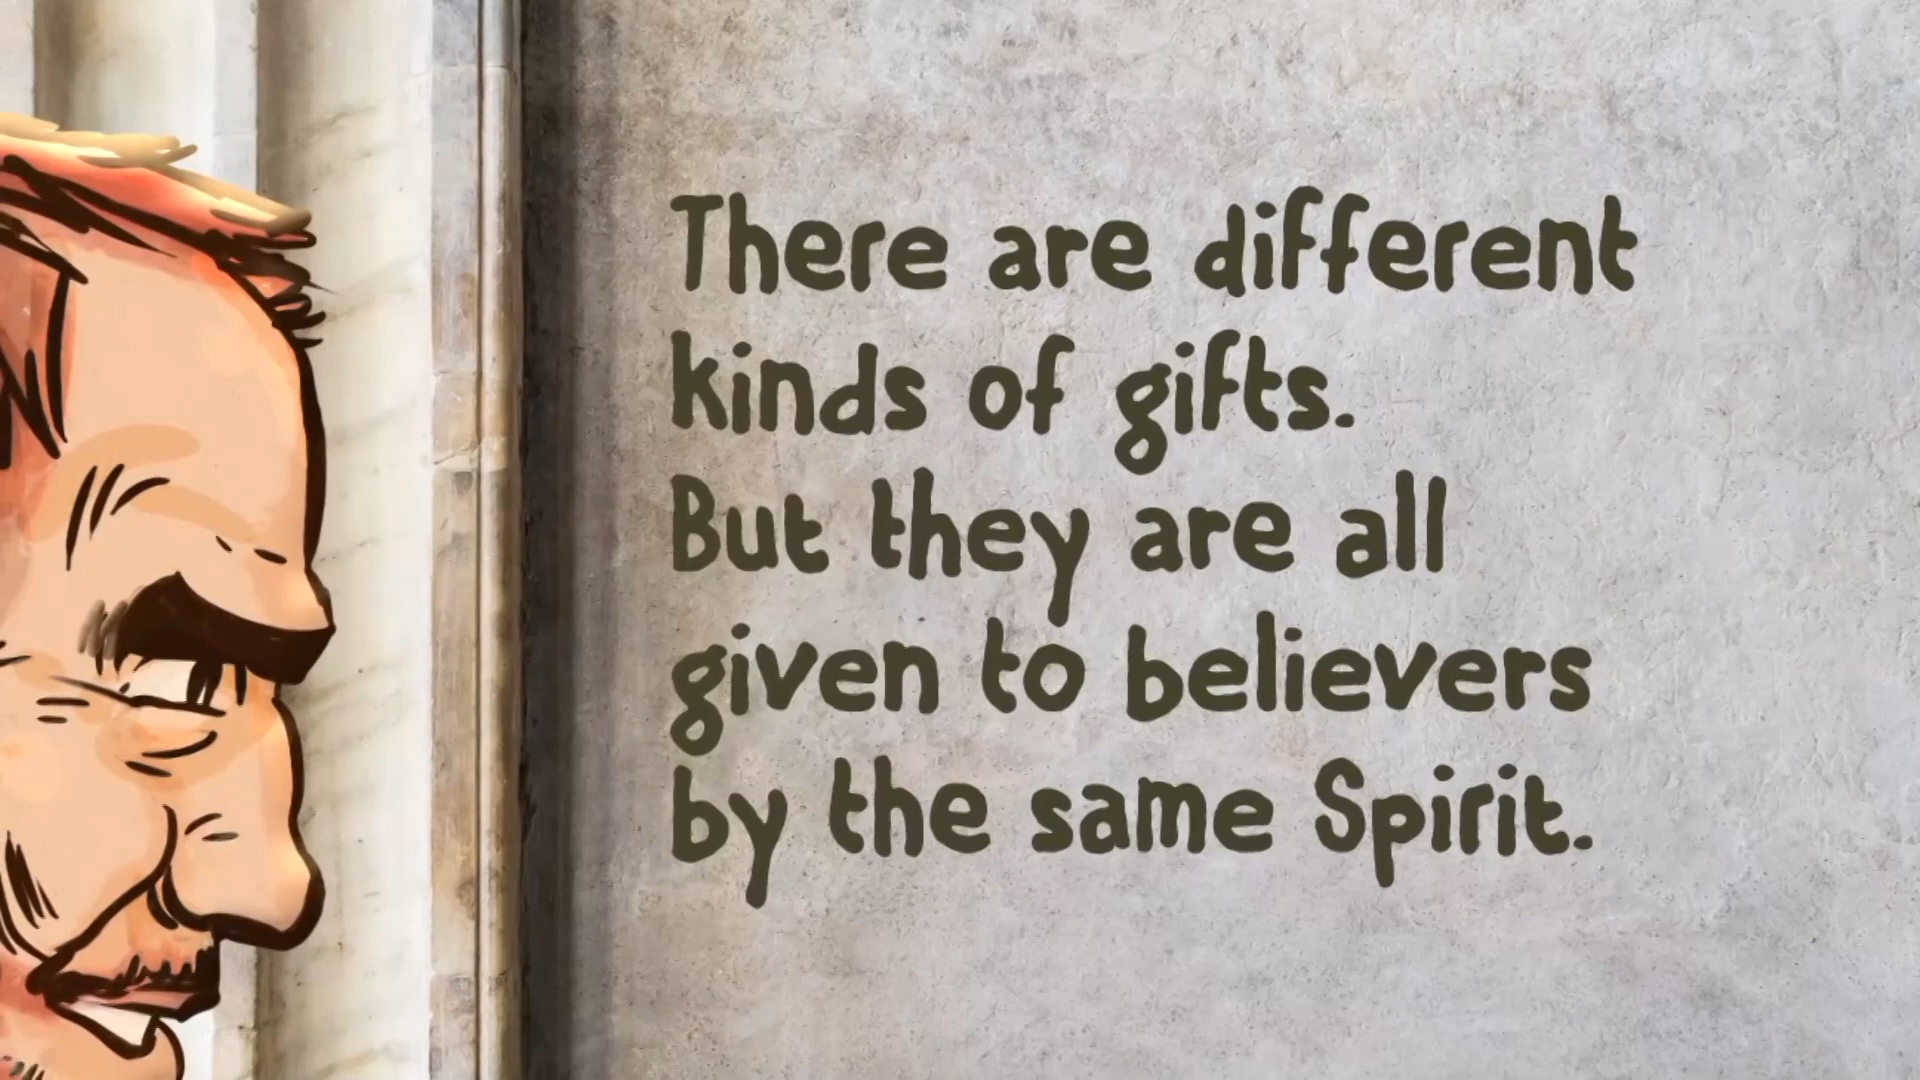 There are different
kinds of gifts.
But they are all
given to believers
by the same Spirit.